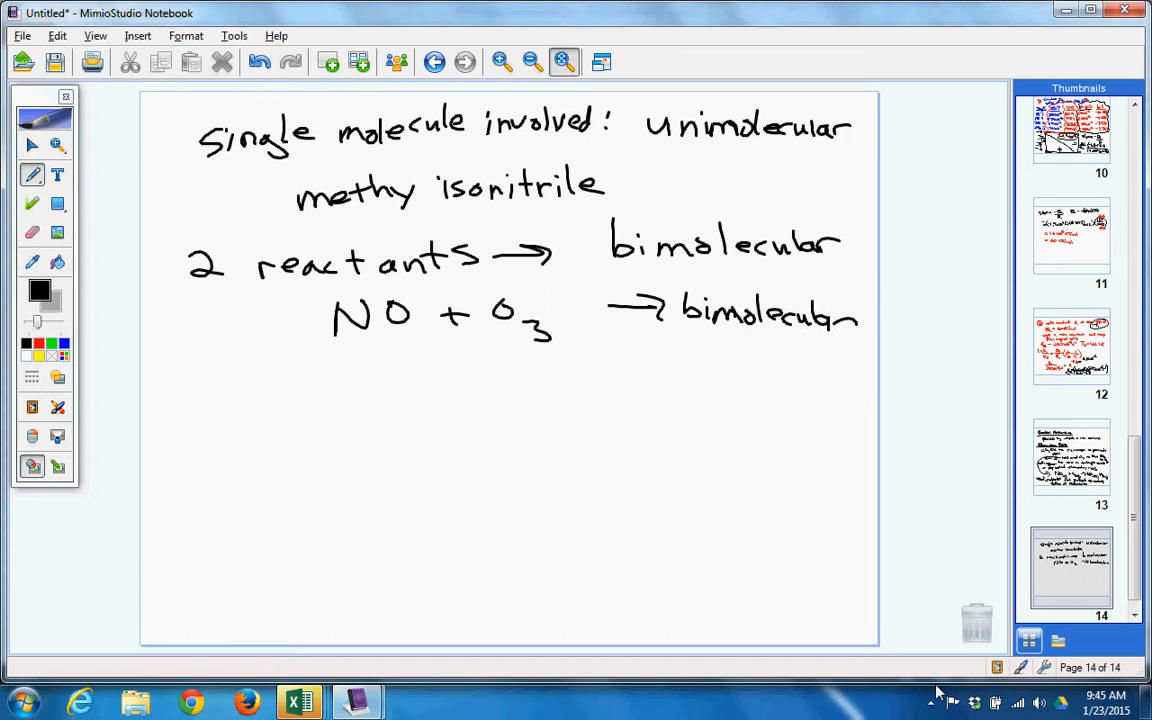 Untitled* - MimioStudio Notebook
File Edit View Insert Format Tools Help
Thumbnails
single molecule involved: unimolecular
methy isonitrile
2 reactants → bimolecular
NO + O3 → bimolecular
10
11
12
13
14
Page 14 of 14
9:45 AM
1/23/2015